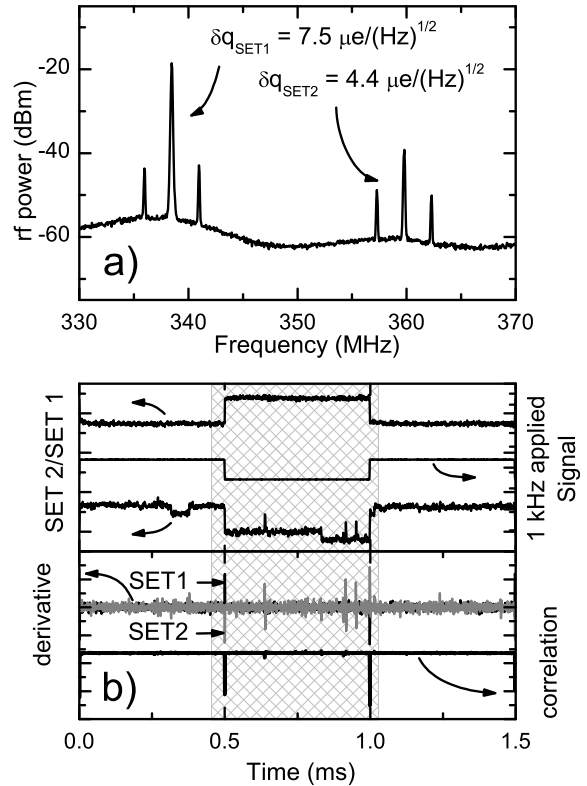 δq_SET1 = 7.5 μe/(Hz)^1/2
δq_SET2 = 4.4 μe/(Hz)^1/2
rf power (dBm)
-20
-40
-60
a)
330 340 350 360 370
Frequency (MHz)
SET 2/SET 1
1 kHz applied
Signal
derivative
SET1
SET2
correlation
b)
0.0 0.5 1.0 1.5
Time (ms)